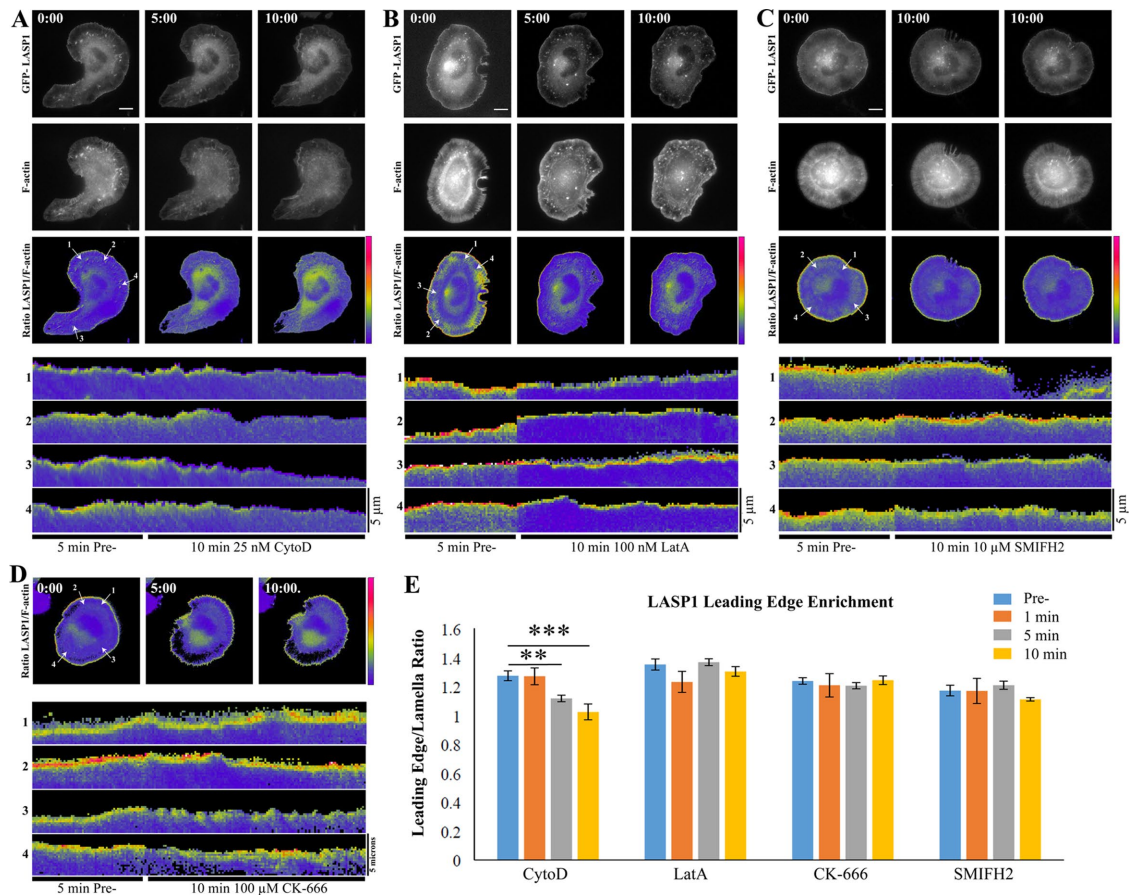 A
0:00
5:00
10:00
GFP- LASP1
F-actin
Ratio LASP1/F-actin
1
2
4
3
1
2
3
4
5 µm
5 min Pre-
10 min 25 nM CytoD
B
0:00
5:00
10:00
GFP -LASP1
F-actin
Ratio LASP1/F-actin
1
4
3
2
1
2
3
4
5 µm
5 min Pre-
10 min 100 nM LatA
C
0:00
10:00
10:00
GFP- LASP1
F-actin
Ratio LASP1/F-actin
2
1
4
3
1
2
3
4
5 µm
5 min Pre-
10 min 10 µM SMIFH2
D
0:00
5:00
10:00.
Ratio LASP1/F-actin
2
1
4
3
1
2
3
4
5 microns
5 min Pre-
10 min 100 µM CK-666
E
LASP1 Leading Edge Enrichment
Pre-
1 min
5 min
10 min
Leading Edge/Lamella Ratio
1.6
1.4
1.2
1
0.8
0.6
0.4
0.2
0
***
**
CytoD
LatA
CK-666
SMIFH2